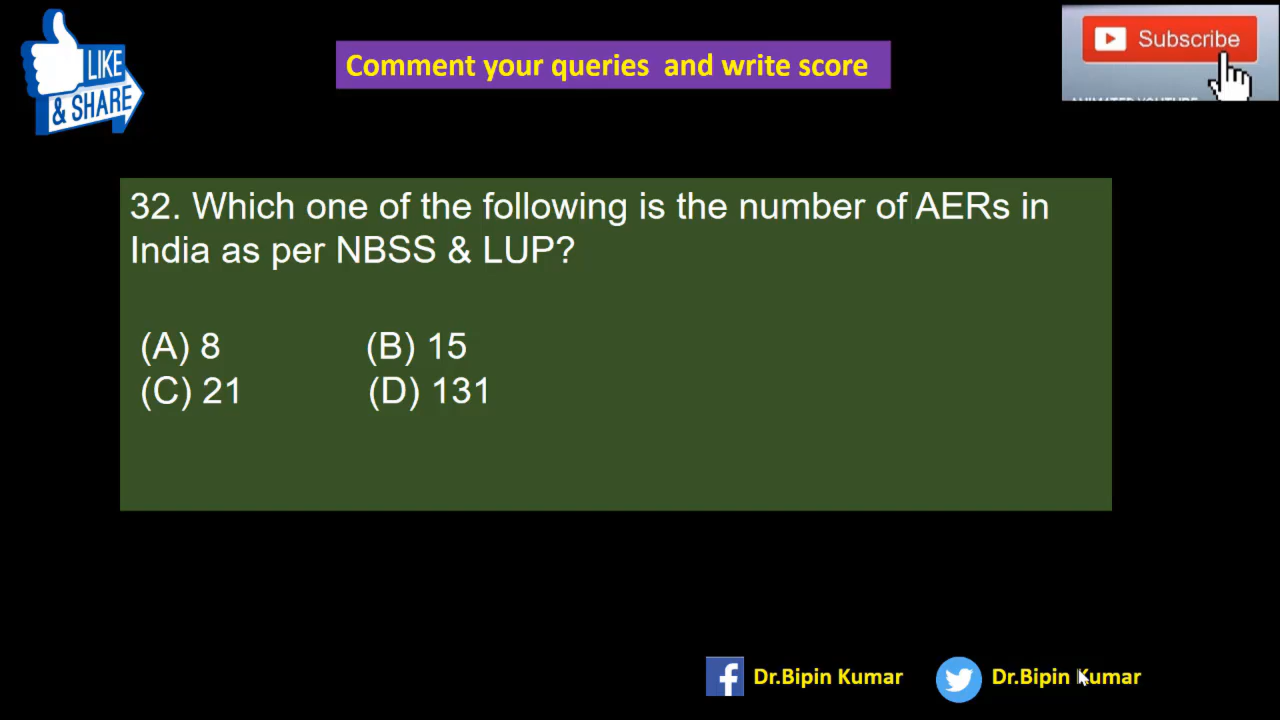 LIKE
& SHARE
Comment your queries and write score
Subscribe
32. Which one of the following is the number of AERs in
India as per NBSS & LUP?
(A) 8 (B) 15
(C) 21 (D) 131
Dr.Bipin Kumar Dr.Bipin Kumar